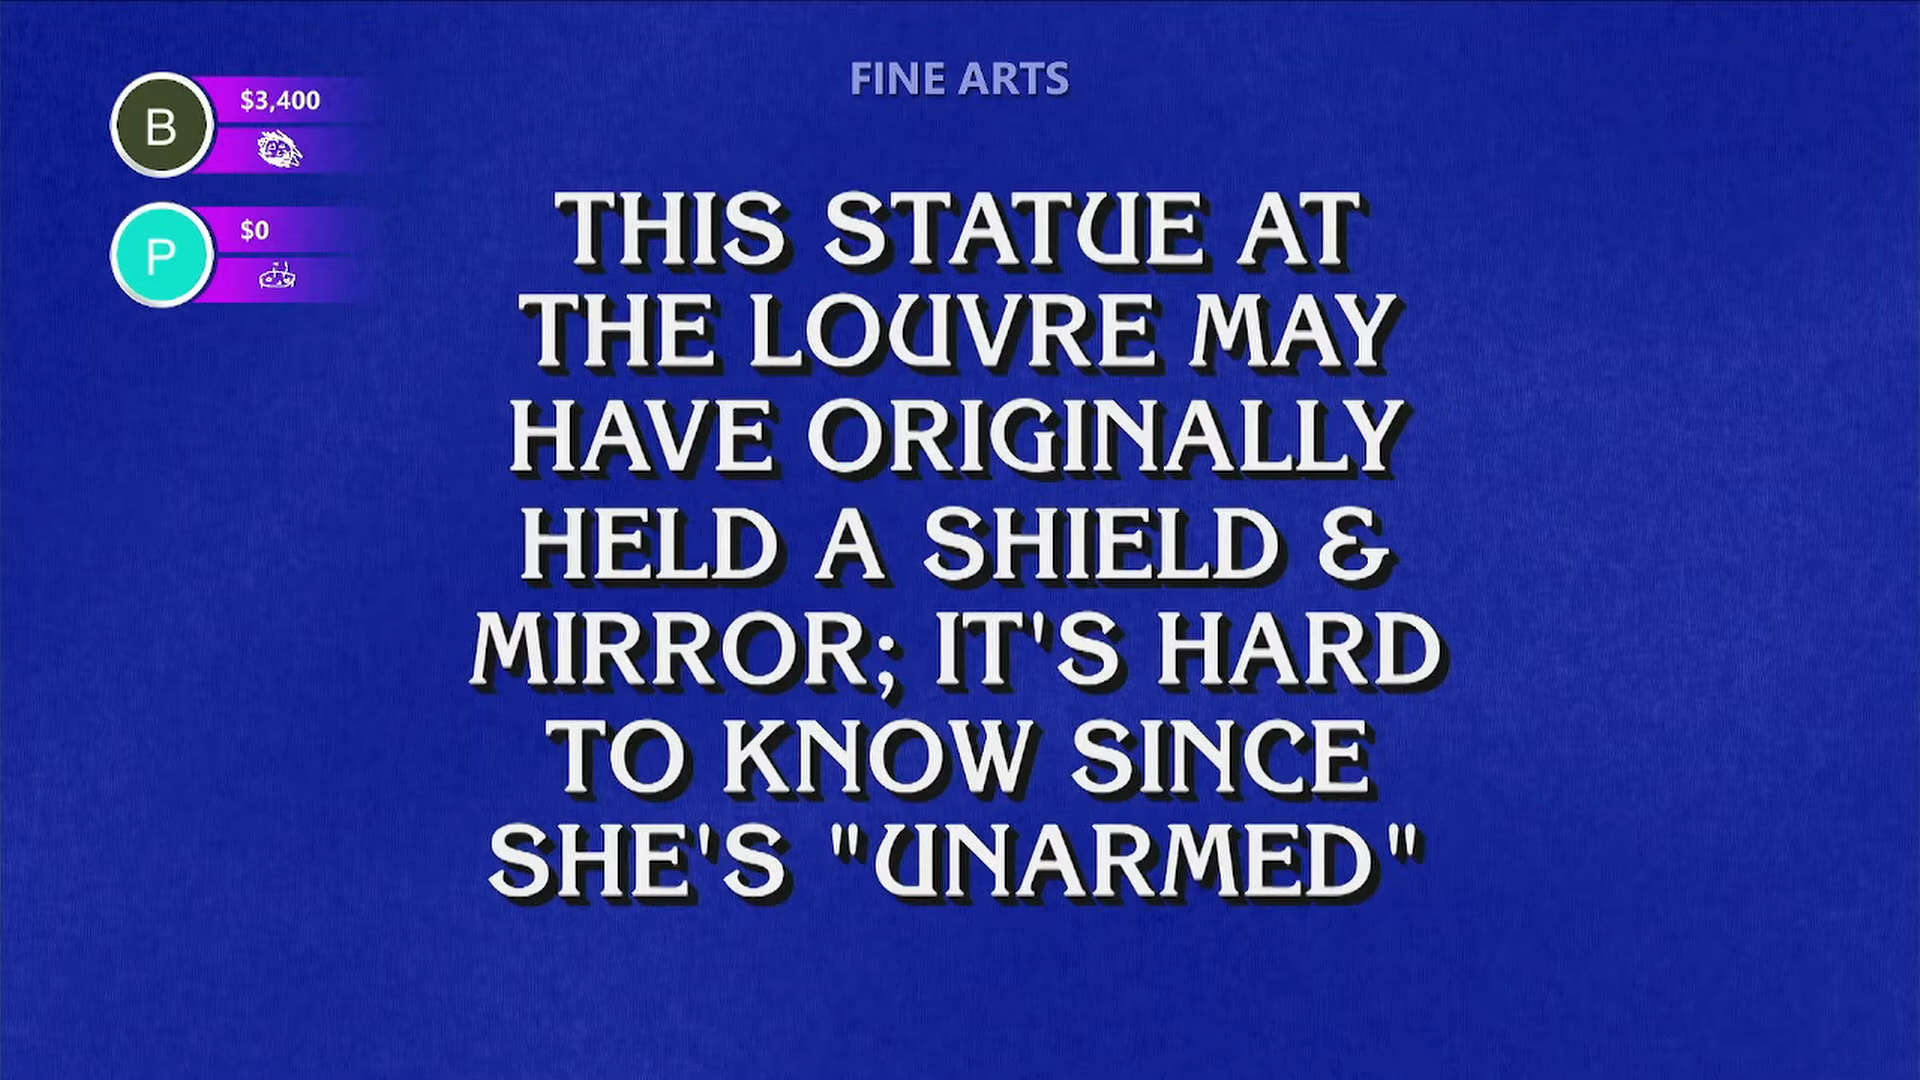 FINE ARTS
B
$3,400
P
$0
THIS STATUE AT
THE LOUVRE MAY
HAVE ORIGINALLY
HELD A SHIELD &
MIRROR; IT'S HARD
TO KNOW SINCE
SHE'S "UNARMED"